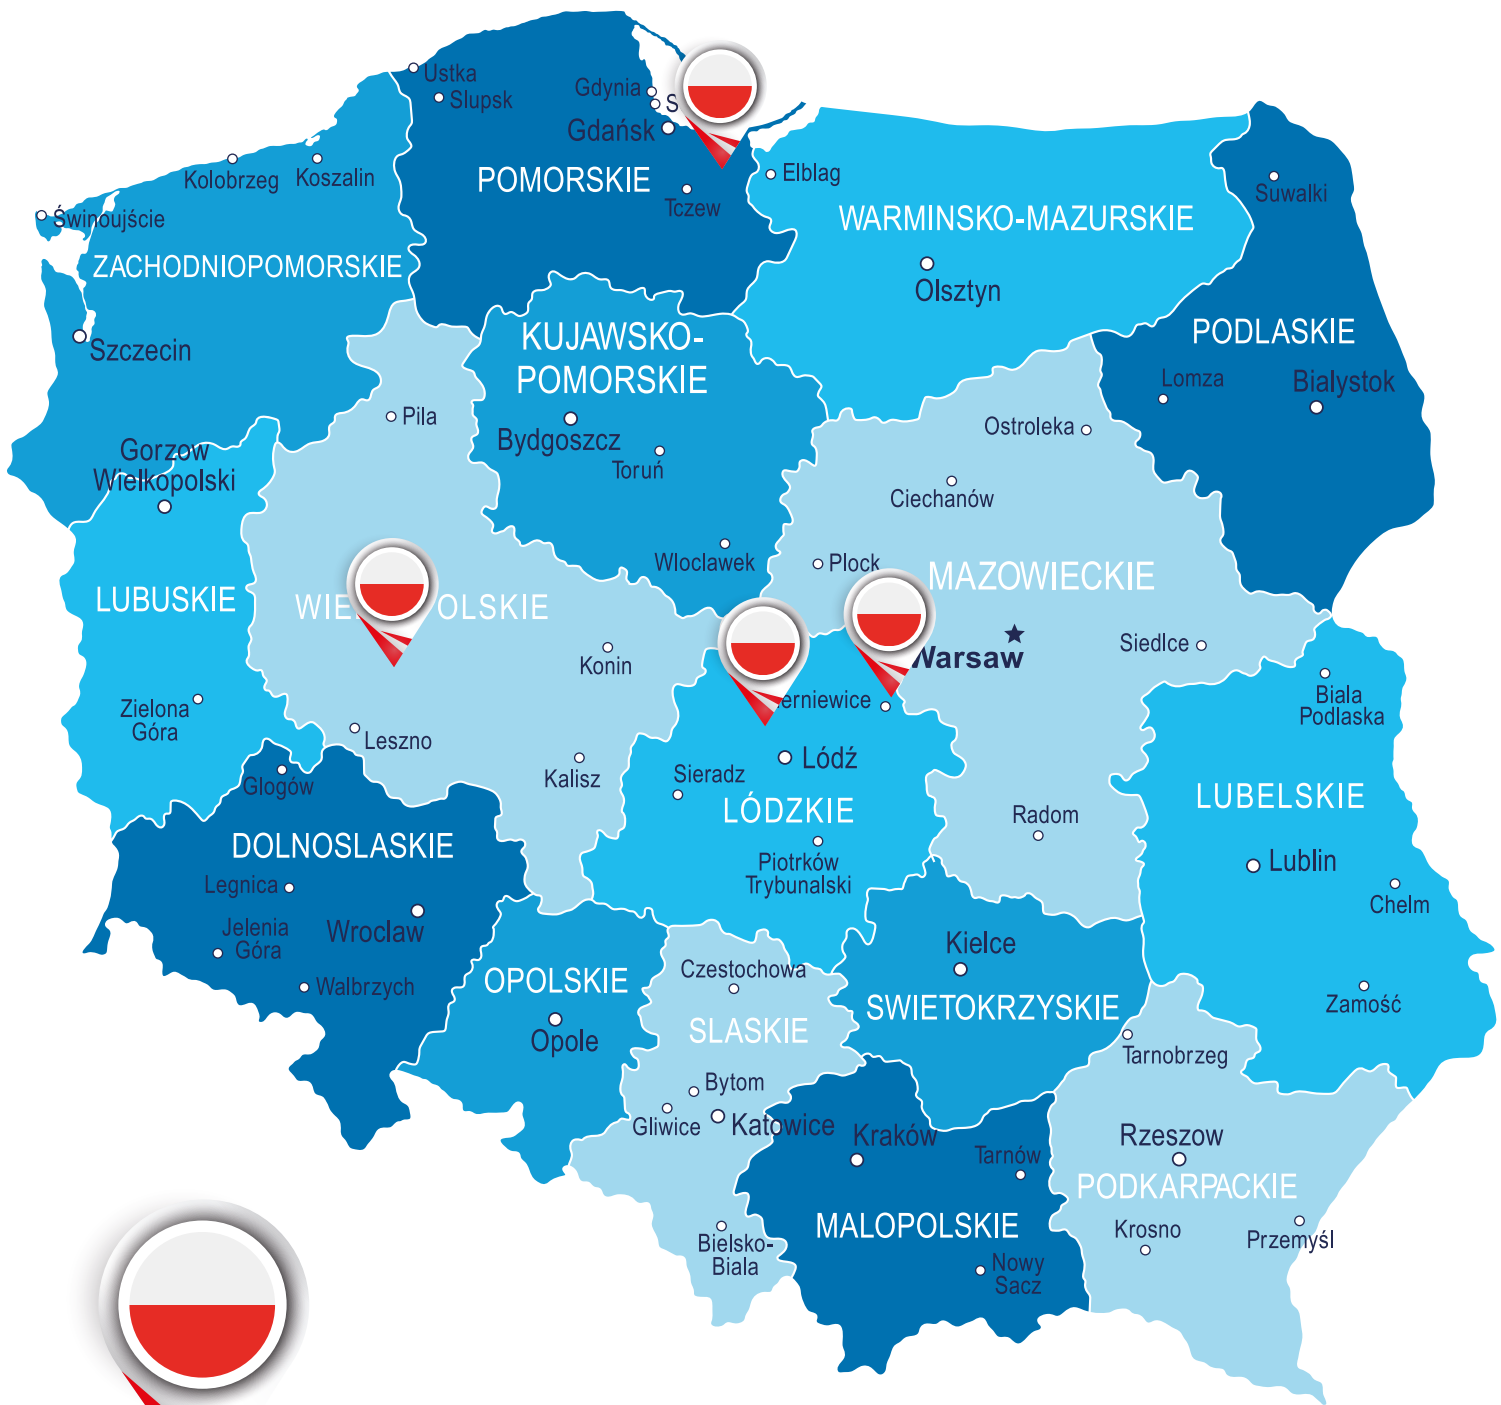 Ustka
Slupsk
Gdynia
S
Gdańsk
POMORSKIE
Tczew
Elblag
Kolobrzeg
Koszalin
Świnoujście
ZACHODNIOPOMORSKIE
Szczecin
WARMINSKO-MAZURSKIE
Olsztyn
Suwalki
PODLASKIE
Lomza
Bialystok
KUJAWSKO-
POMORSKIE
Bydgoszcz
Toruń
Wloclawek
Pila
Gorzow
Wielkopolski
LUBUSKIE
Zielona
Góra
OLSKIE
Konin
Leszno
Kalisz
Ostroleka
Ciechanów
Plock
MAZOWIECKIE
Warsaw
Siedlce
Radom
erniewice
Lódź
Sieradz
LÓDZKIE
Piotrków
Trybunalski
Biala
Podlaska
LUBELSKIE
Lublin
Chelm
Zamość
Glogów
DOLNOSLASKIE
Legnica
Jelenia
Góra
Wroclaw
Walbrzych
OPOLSKIE
Opole
Czestochowa
SLASKIE
Bytom
Gliwice
Katowice
Bielsko-
Biala
Kielce
SWIETOKRZYSKIE
Kraków
Tarnów
MALOPOLSKIE
Nowy
Sacz
Tarnobrzeg
Rzeszow
PODKARPACKIE
Krosno
Przemyśl